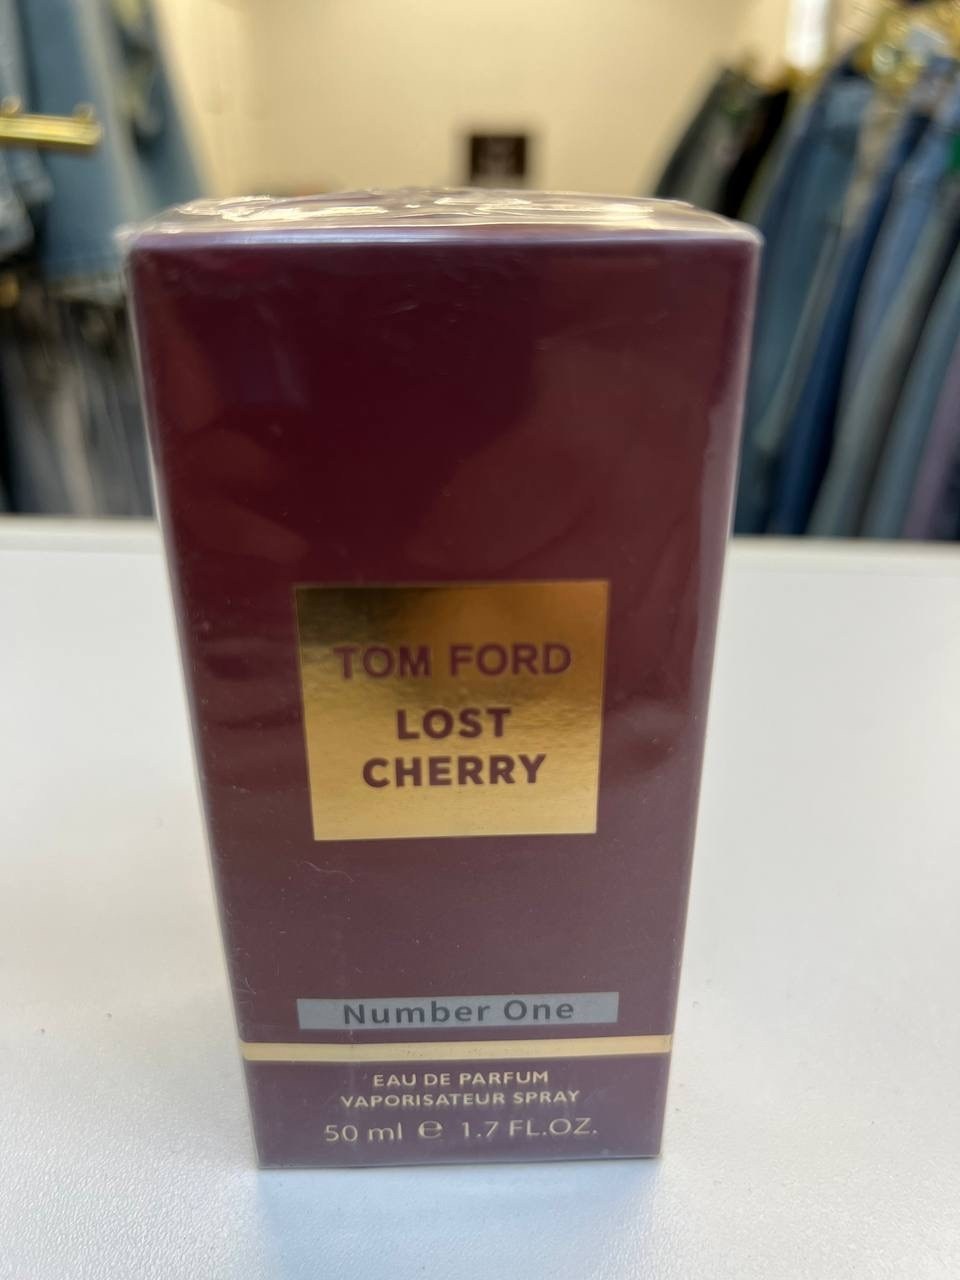 TOM FORD
LOST
CHERRY
Number One
EAU DE PARFUM
VAPORISATEUR SPRAY
50 ml ℮ 1.7 FL.OZ.